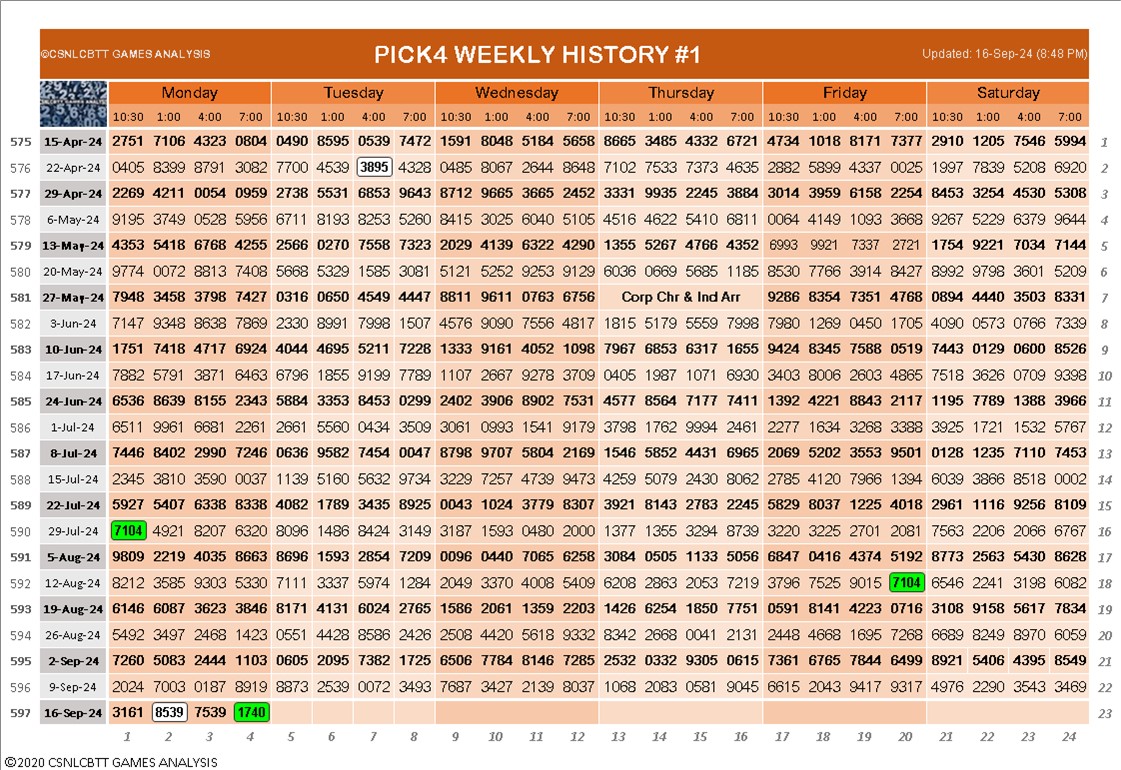 ©CSNLCBTT GAMES ANALYSIS PICK4 WEEKLY HISTORY #1 Updated: 16-Sep-24 (8:48 PM)
Monday Tuesday Wednesday Thursday Friday Saturday
10:30 1:00 4:00 7:00 10:30 1:00 4:00 7:00 10:30 1:00 4:00 7:00 10:30 1:00 4:00 7:00 10:30 1:00 4:00 7:00 10:30 1:00 4:00 7:00
575 15-Apr-24 2751 7106 4323 0804 0490 8595 0539 7472 1591 8048 5184 5658 8665 3485 4332 6721 4734 1018 8171 7377 2910 1205 7546 5994 1
576 22-Apr-24 0405 8399 8791 3082 7700 4539 3895 4328 0485 8067 2644 8648 7102 7533 7373 4635 2882 5899 4337 0025 1997 7839 5208 6920 2
577 29-Apr-24 2269 4211 0054 0959 2738 5531 6853 9643 8712 9665 3665 2452 3331 9935 2245 3884 3014 3959 6158 2254 8453 3254 4530 5308 3
578 6-May-24 9195 3749 0528 5956 6711 8193 8253 5260 8415 3025 6040 5105 4516 4622 5410 6811 0064 4149 1093 3668 9267 5229 6379 9644 4
579 13-May-24 4353 5418 6768 4255 2566 0270 7558 7323 2029 4139 6322 4290 1355 5267 4766 4352 6993 9921 7337 2721 1754 9221 7034 7144 5
580 20-May-24 9774 0072 8813 7408 5668 5329 1585 3081 5121 5252 9253 9129 6036 0669 5685 1185 8530 7766 3914 8427 8992 9798 3601 5209 6
581 27-May-24 7948 3458 3798 7427 0316 0650 4549 4447 8811 9611 0763 6756 Corp Chr & Ind Arr 9286 8354 7351 4768 0894 4440 3503 8331 7
582 3-Jun-24 7147 9348 8638 7869 2330 8991 7998 1507 4576 9090 7556 4817 1815 5179 5559 7998 7980 1269 0450 1705 4090 0573 0766 7339 8
583 10-Jun-24 1751 7418 4717 6924 4044 4695 5211 7228 1333 9161 4052 1098 7967 6853 6317 1655 9424 8345 7588 0519 7443 0129 0600 8526 9
584 17-Jun-24 7882 5791 3871 6463 6796 1855 9199 7789 1107 2667 9278 3709 0405 1987 1071 6930 3403 8006 2603 4865 7518 3626 0709 9398 10
585 24-Jun-24 6536 8639 8155 2343 5884 3353 8453 0299 2402 3906 8902 7531 4577 8564 7177 7411 1392 4221 8843 2117 1195 7789 1388 3966 11
586 1-Jul-24 6511 9961 6681 2261 2661 5560 0434 3509 3061 0993 1541 9179 3798 1762 9994 2461 2277 1634 3268 3388 3925 1721 1532 5767 12
587 8-Jul-24 7446 8402 2990 7246 0636 9582 7454 0047 8798 9707 5804 2169 1546 5852 4431 6965 2069 5202 3553 9501 0128 1235 7110 7453 13
588 15-Jul-24 2345 3810 3590 0037 1139 5160 5632 9734 3229 7257 4739 9473 4259 5079 2430 8062 2785 4120 7966 1394 6039 3866 8518 0002 14
589 22-Jul-24 5927 5407 6338 8338 4082 1789 3435 8925 0043 1024 3779 8307 3921 8143 2783 2245 5829 8037 1225 4018 2961 1116 9256 8109 15
590 29-Jul-24 7104 4921 8207 6320 8096 1486 8424 3149 3187 1593 0480 2000 1377 1355 3294 8739 3220 3225 2701 2081 7563 2206 2066 6767 16
591 5-Aug-24 9809 2219 4035 8663 8696 1593 2854 7209 0096 0440 7065 6258 3084 0505 1133 5056 6847 0416 4374 5192 8773 2563 5430 8628 17
592 12-Aug-24 8212 3585 9303 5330 7111 3337 5974 1284 2049 3370 4008 5409 6208 2863 2053 7219 3796 7525 9015 7104 6546 2241 3198 6082 18
593 19-Aug-24 6146 6087 3623 3846 8171 4131 6024 2765 1586 2061 1359 2203 1426 6254 1850 7751 0591 8141 4223 0716 3108 9158 5617 7834 19
594 26-Aug-24 5492 3497 2468 1423 0551 4428 8586 2426 2508 4420 5618 9332 8342 2668 0041 2131 2448 4668 1695 7268 6689 8249 8970 6059 20
595 2-Sep-24 7260 5083 2444 1103 0605 2095 7382 1725 6506 7784 8146 7285 2532 0332 9305 0615 7361 6765 7844 6499 8921 5406 4395 8549 21
596 9-Sep-24 2024 7003 0187 8919 8873 2539 0072 3493 7687 3427 2139 8037 1068 2083 0581 9045 6615 2043 9417 9317 4976 2290 3543 3469 22
597 16-Sep-24 3161 8539 7539 1740 23
1 2 3 4 5 6 7 8 9 10 11 12 13 14 15 16 17 18 19 20 21 22 23 24
©2020 CSNLCBTT GAMES ANALYSIS